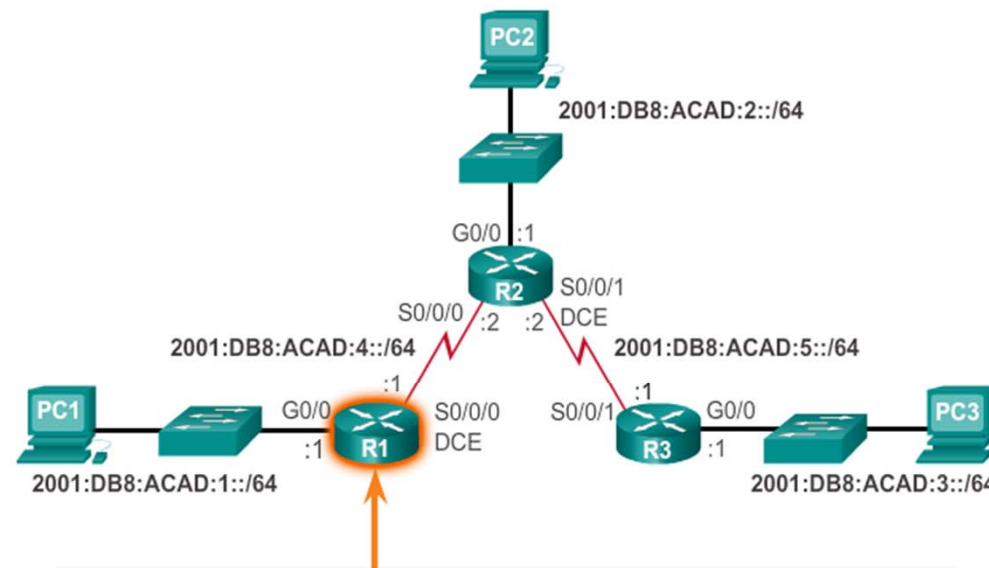 PC2
2001:DB8:ACAD:2::/64
G0/0 :1
R2
S0/0/1
DCE
S0/0/0
:2 :2
2001:DB8:ACAD:4::/64
2001:DB8:ACAD:5::/64
:1
:1
PC1
G0/0
:1
R1
S0/0/0
DCE
S0/0/1
R3
G0/0
:1
PC3
2001:DB8:ACAD:1::/64
2001:DB8:ACAD:3::/64